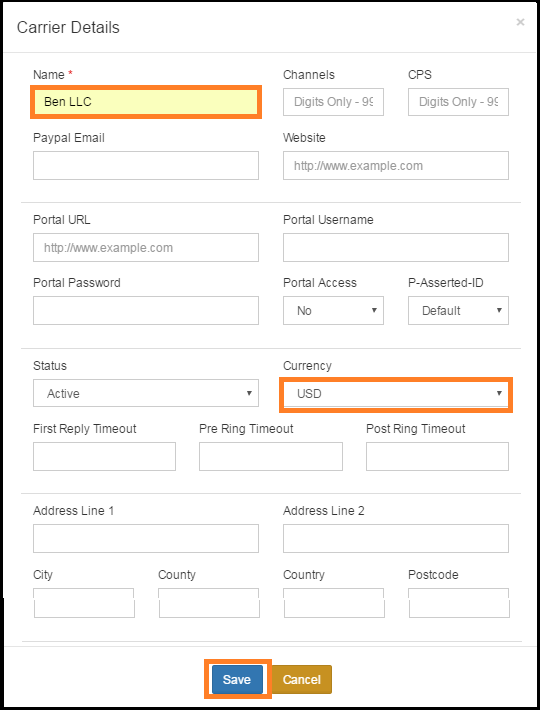 Carrier Details ×
Name * Channels CPS
Ben LLC Digits Only - 99 Digits Only - 99
Paypal Email Website
http://www.example.com
Portal URL Portal Username
http://www.example.com
Portal Password Portal Access P-Asserted-ID
No Default
Status Currency
Active USD
First Reply Timeout Pre Ring Timeout Post Ring Timeout
Address Line 1 Address Line 2
City County Country Postcode
Save Cancel